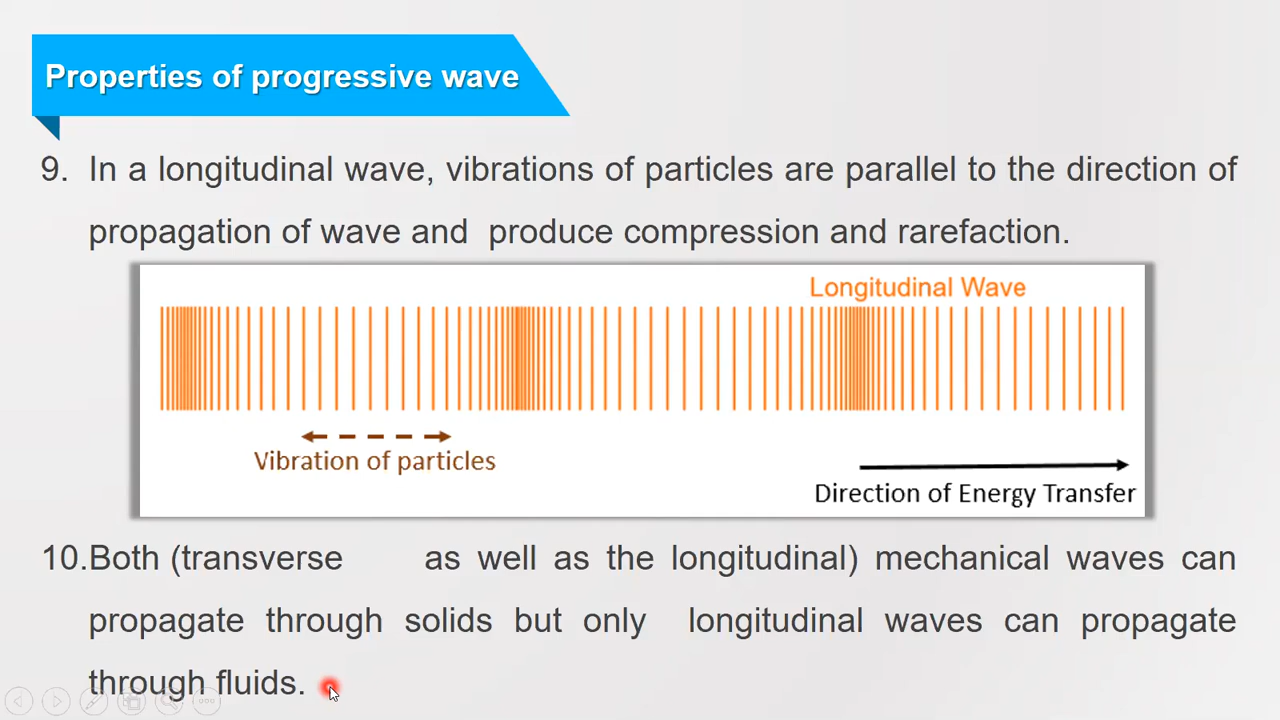 Properties of progressive wave
9. In a longitudinal wave, vibrations of particles are parallel to the direction of
propagation of wave and produce compression and rarefaction.
Longitudinal Wave
Vibration of particles
Direction of Energy Transfer
10.Both (transverse as well as the longitudinal) mechanical waves can
propagate through solids but only longitudinal waves can propagate
through fluids.